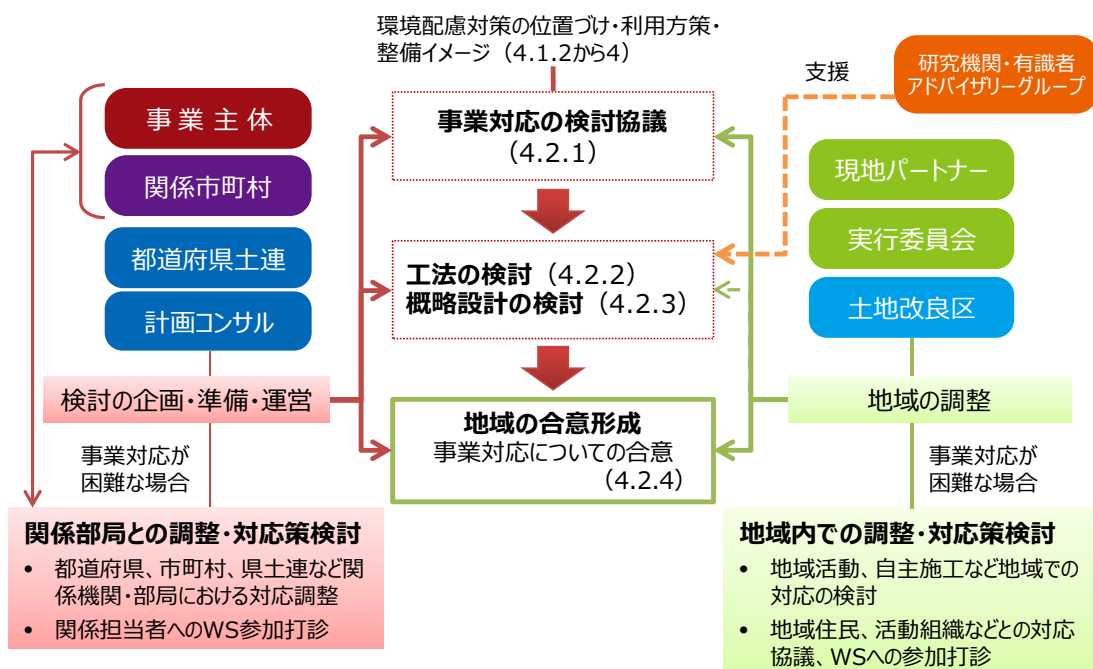 環境配慮対策の位置づけ・利用方策・
整備イメージ（4.1.2から4）
支援
研究機関・有識者
アドバイザリーグループ
事 業 主 体
関係市町村
都道府県土連
計画コンサル
事業対応の検討協議
（4.2.1）
工法の検討（4.2.2）
概略設計の検討（4.2.3）
地域の合意形成
事業対応についての合意
（4.2.4）
現地パートナー
実行委員会
土地改良区
検討の企画・準備・運営
地域の調整
事業対応が
困難な場合
事業対応が
困難な場合
関係部局との調整・対応策検討
• 都道府県、市町村、県土連など関
係機関・部局における対応調整
• 関係担当者へのWS参加打診
地域内での調整・対応策検討
• 地域活動、自主施工など地域での
対応の検討
• 地域住民、活動組織などとの対応
協議、WSへの参加打診